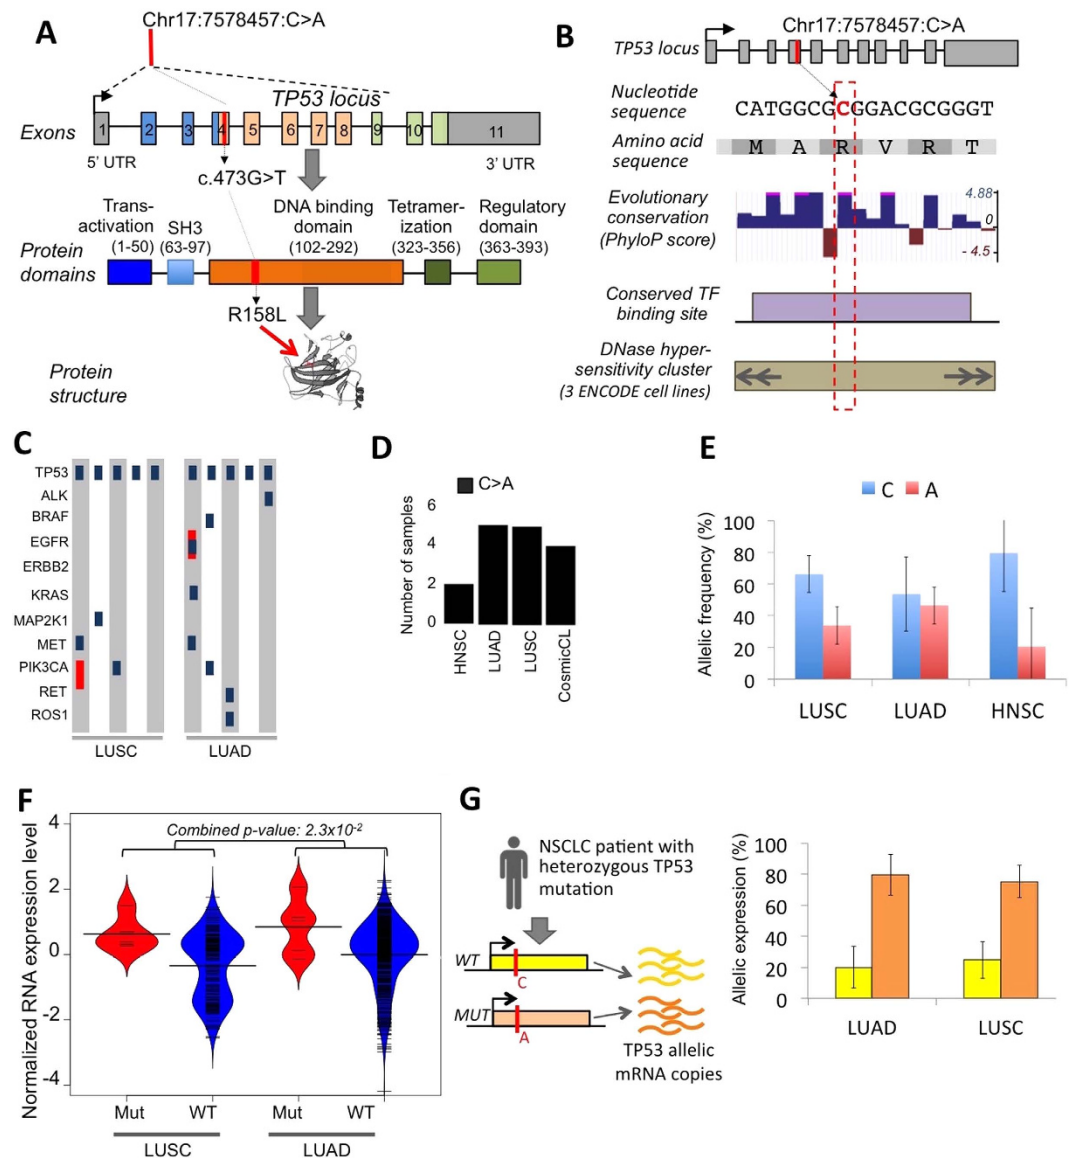 A
Chr17:7578457:C>A
TP53 locus
Exons
1 2 3 4 5 6 7 8 9 10 11
5' UTR
3' UTR
c.473G>T
Trans-
activation
(1-50)
SH3
(63-97)
DNA binding
domain
(102-292)
Tetramer-
ization
(323-356)
Regulatory
domain
(363-393)
Protein
domains
R158L
Protein
structure
B
Chr17:7578457:C>A
TP53 locus
Nucleotide
sequence
CATGGCGCGGACGCGGGT
Amino acid
sequence
M A R V R T
Evolutionary
conservation
(PhyloP score)
4.88
0
- 4.5
Conserved TF
binding site
DNase hyper-
sensitivity cluster
(3 ENCODE cell lines)
C
TP53
ALK
BRAF
EGFR
ERBB2
KRAS
MAP2K1
MET
PIK3CA
RET
ROS1
LUSC
LUAD
D
C>A
Number of samples
6
4
2
0
HNSC
LUAD
LUSC
CosmicCL
E
C A
Allelic frequency (%)
100
80
60
40
20
0
LUSC
LUAD
HNSC
F
Normalized RNA expression level
4
2
0
-2
-4
Combined p-value: 2.3x10-2
Mut
WT
Mut
WT
LUSC
LUAD
G
NSCLC patient with
heterozygous TP53
mutation
WT
C
MUT
A
TP53 allelic
mRNA copies
Allelic expression (%)
100
80
60
40
20
0
LUAD
LUSC